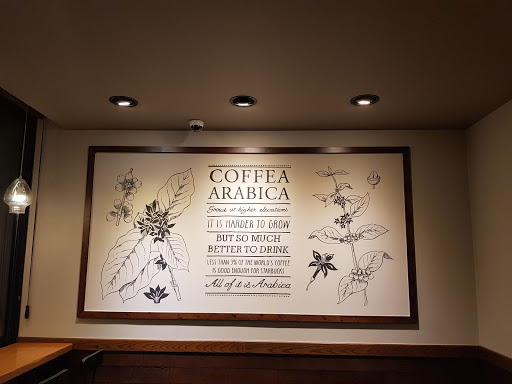 COFFEA
ARABICA
Grows at higher elevations
IT IS HARDER TO GROW
BUT SO MUCH
BETTER TO DRINK
LESS THAN 3% OF THE WORLD'S COFFEE
IS GOOD ENOUGH FOR STARBUCKS
All of it is Arabica